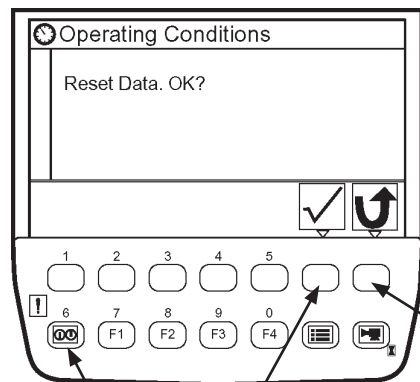 Operating Conditions
Reset Data. OK?
1 2 3 4 5
!
6 7 8 9 0
F1 F2 F3 F4